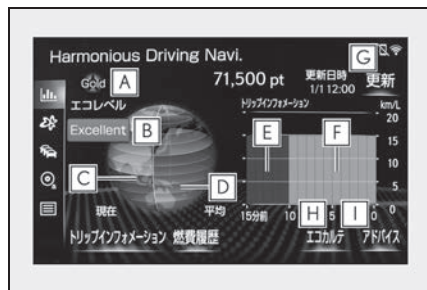 Harmonious Driving Navi.
G
Gold
A
71,500 pt
更新日時
1/1 12:00
更新
エコレベル
Excellent
B
トリップインフォメーション
km/L
20
15
10
5
0
E
F
C
D
現在
平均
15分前
10
5
0
H
I
トリップインフォメーション
燃費履歴
エコカルテ
アドバイス